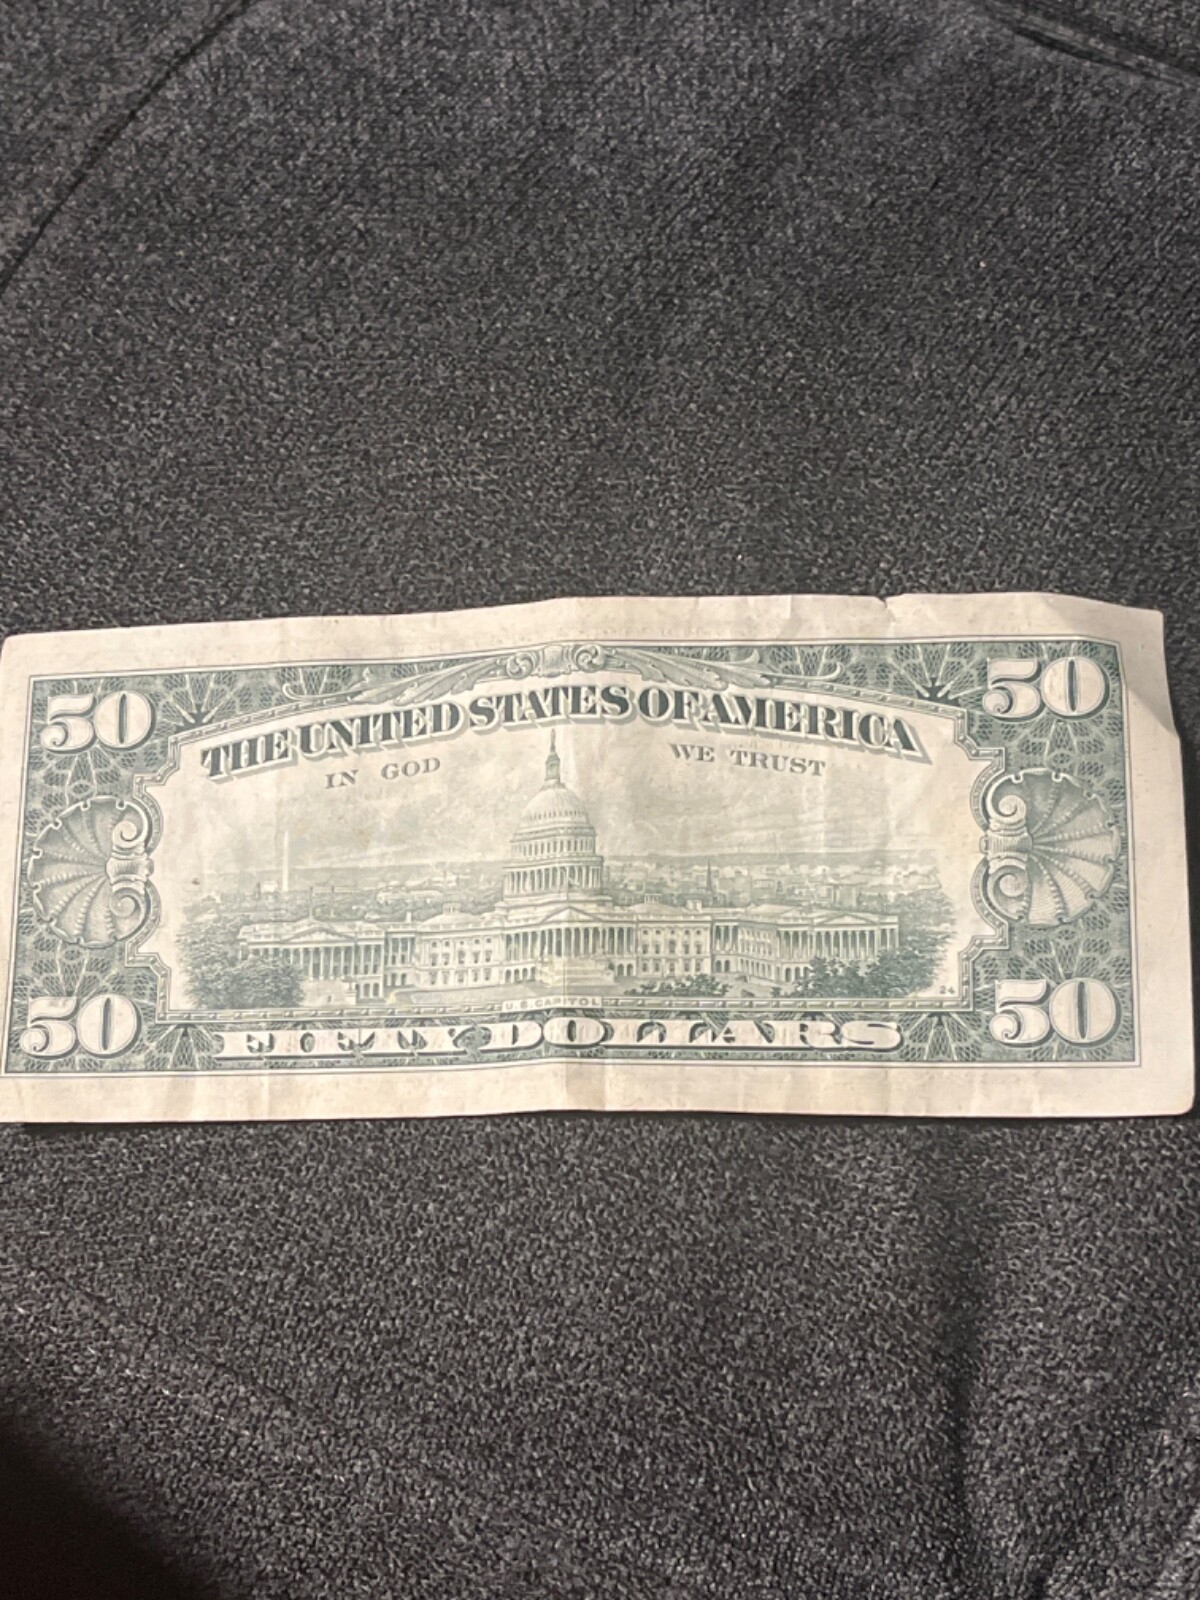 50 50
THE UNITED STATES OF AMERICA
IN GOD WE TRUST
24
U.S. CAPITOL
50 FIFTY DOLLARS 50